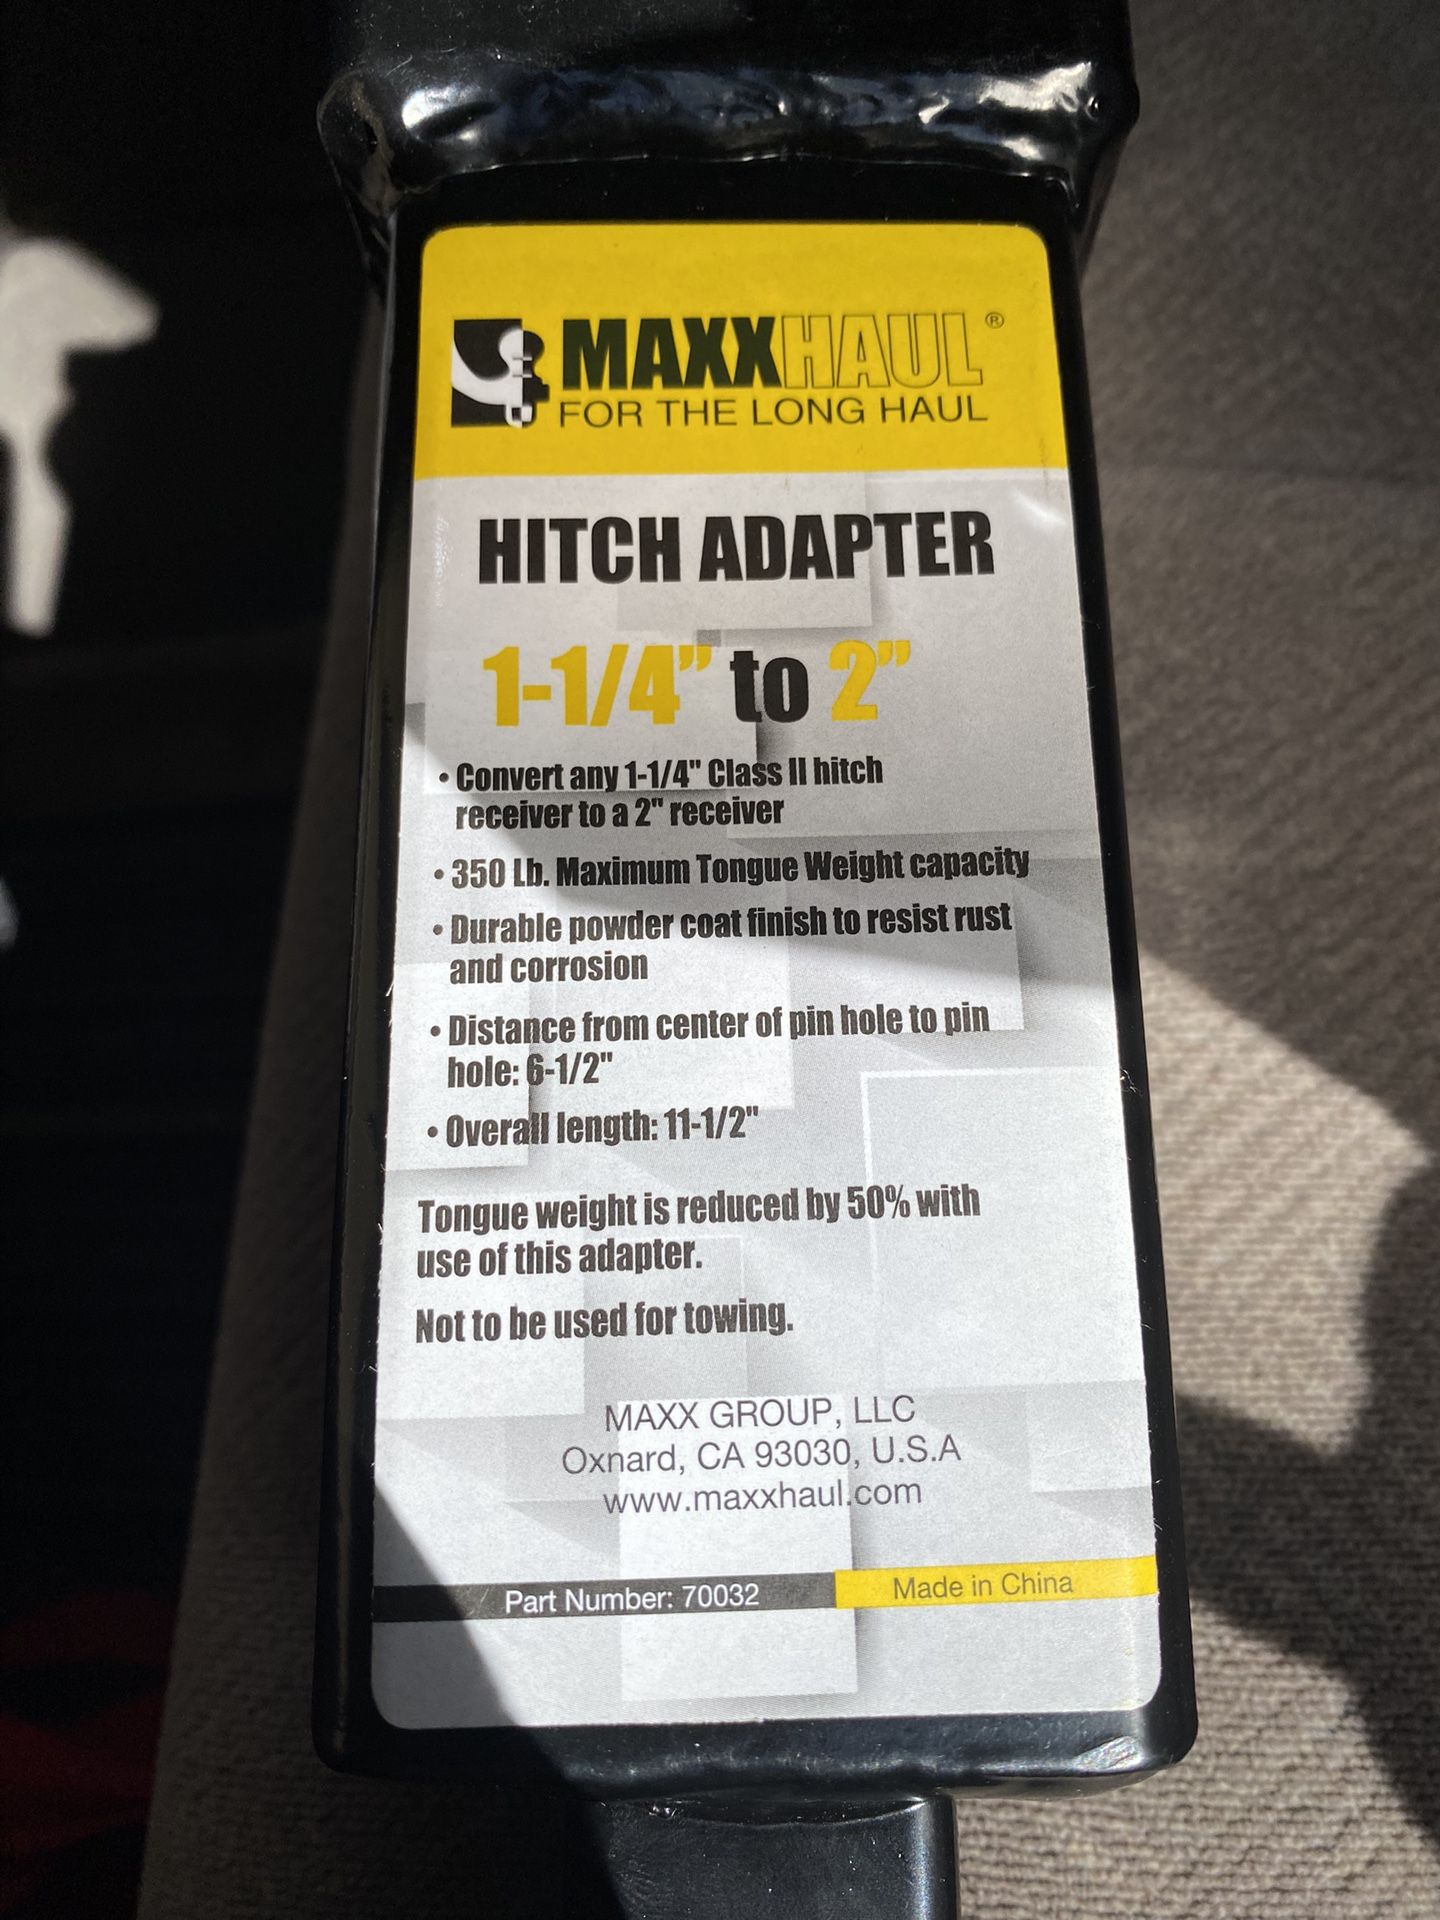 MAXXHAUL®
FOR THE LONG HAUL
HITCH ADAPTER
1-1/4" to 2"
• Convert any 1-1/4" Class II hitch
receiver to a 2" receiver
• 350 Lb. Maximum Tongue Weight capacity
• Durable powder coat finish to resist rust
and corrosion
• Distance from center of pin hole to pin
hole: 6-1/2"
• Overall length: 11-1/2"
Tongue weight is reduced by 50% with
use of this adapter.
Not to be used for towing.
MAXX GROUP, LLC
Oxnard, CA 93030, U.S.A
www.maxxhaul.com
Part Number: 70032 Made in China